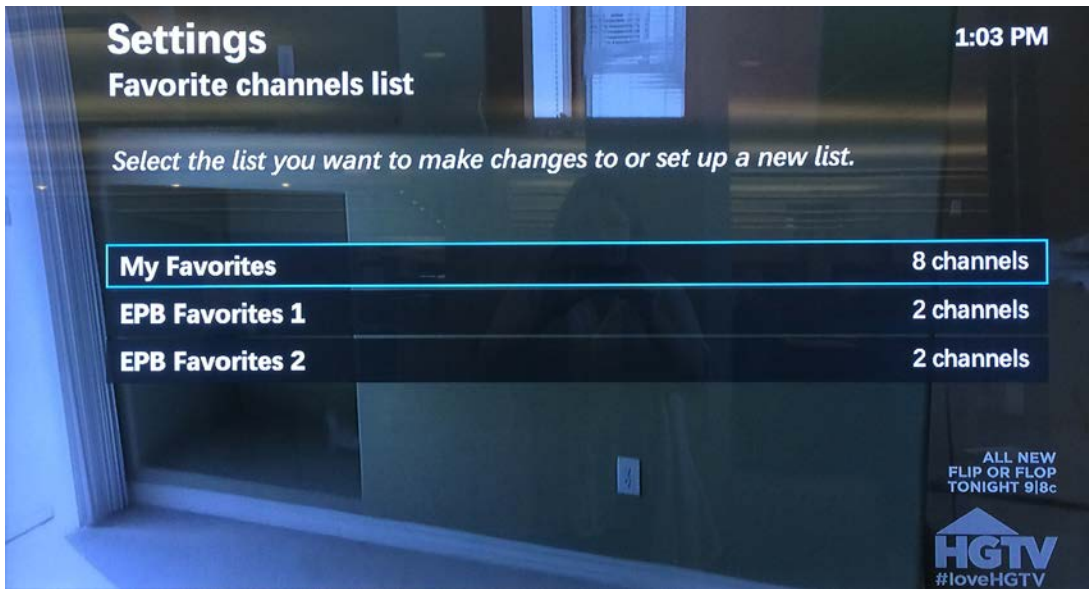 Settings
1:03 PM
Favorite channels list
Select the list you want to make changes to or set up a new list.
My Favorites 8 channels
EPB Favorites 1 2 channels
EPB Favorites 2 2 channels
ALL NEW
FLIP OR FLOP
TONIGHT 9|8c
HGTV
#loveHGTV